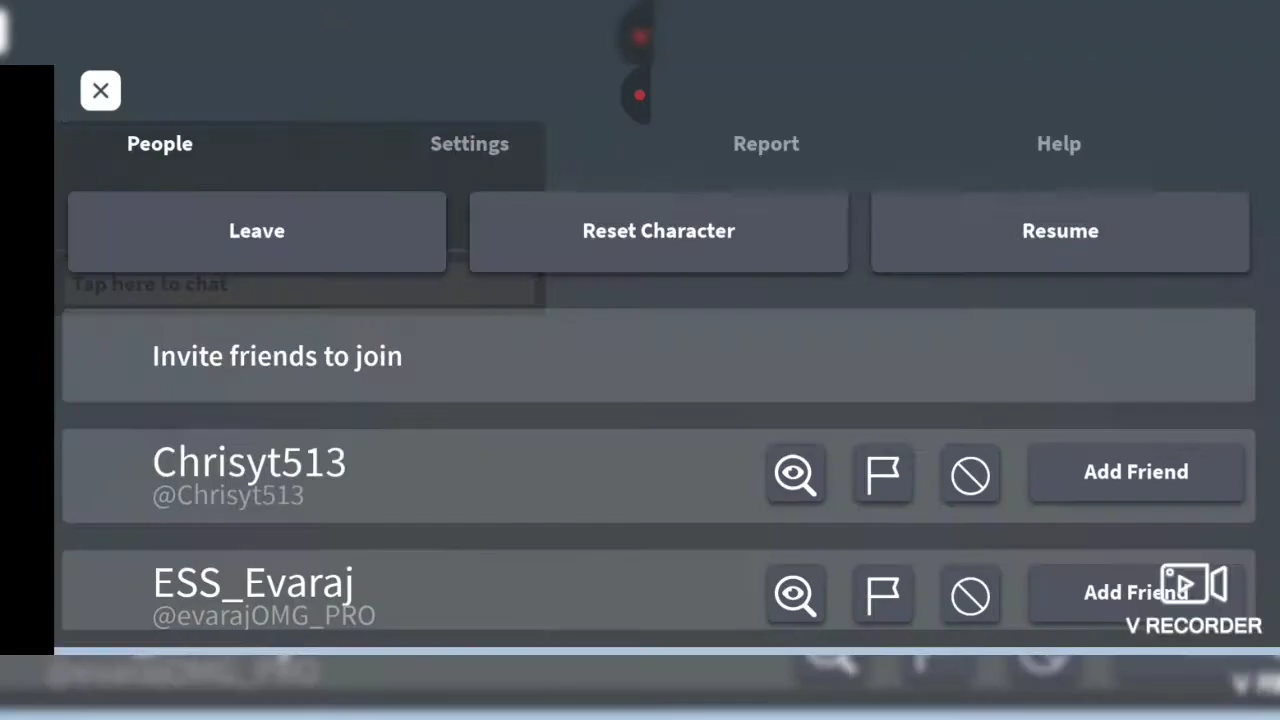 People Settings Report Help
Leave Reset Character Resume
Tap here to chat
Invite friends to join
Chrisyt513
@Chrisyt513
Add Friend
ESS_Evaraj
@evarajOMG_PRO
Add Friend
V RECORDER
@evarajOMG_PRO